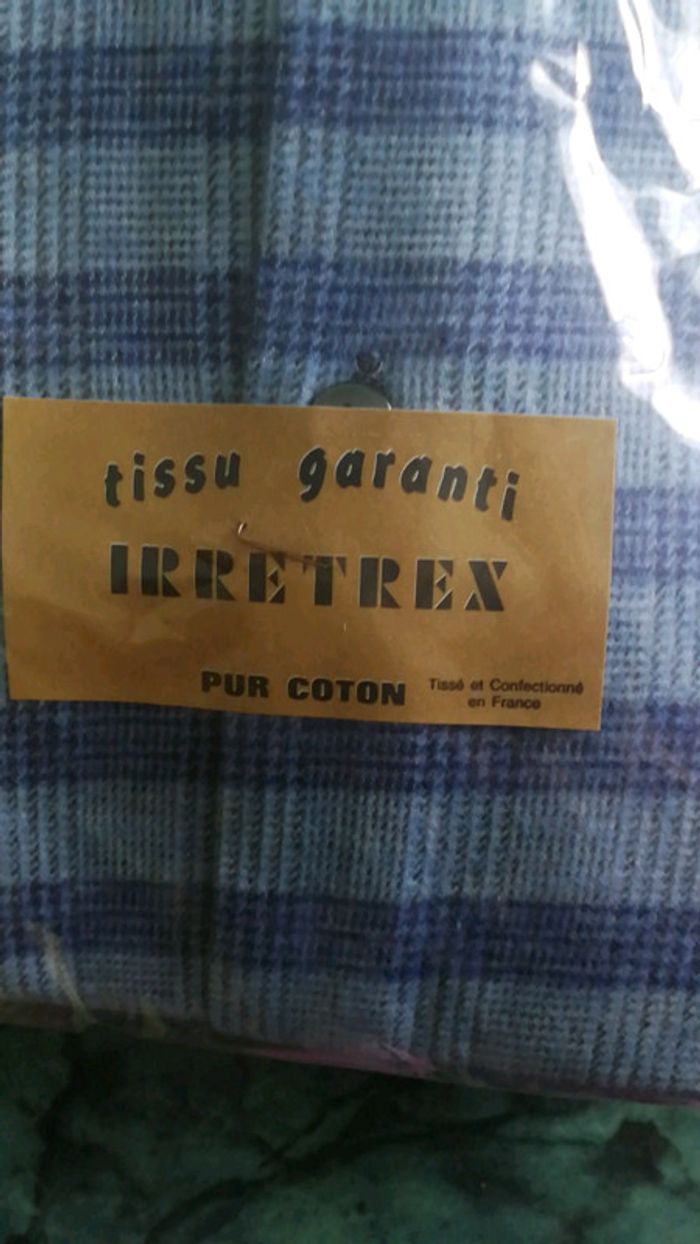 tissu garanti
IRRETREX
PUR COTON
Tissé et Confectionné
en France